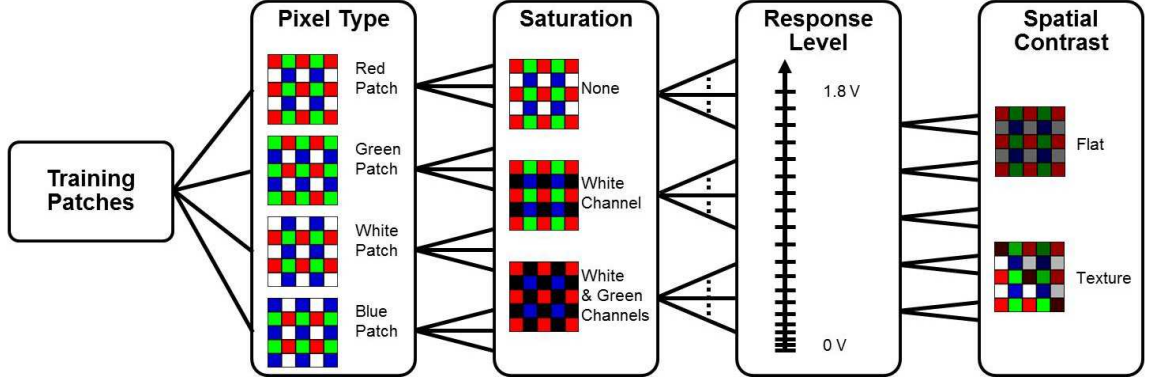 Training
Patches
Pixel Type
Red
Patch
Green
Patch
White
Patch
Blue
Patch
Saturation
None
White
Channel
White
& Green
Channels
Response
Level
1.8 V
0 V
Spatial
Contrast
Flat
Texture